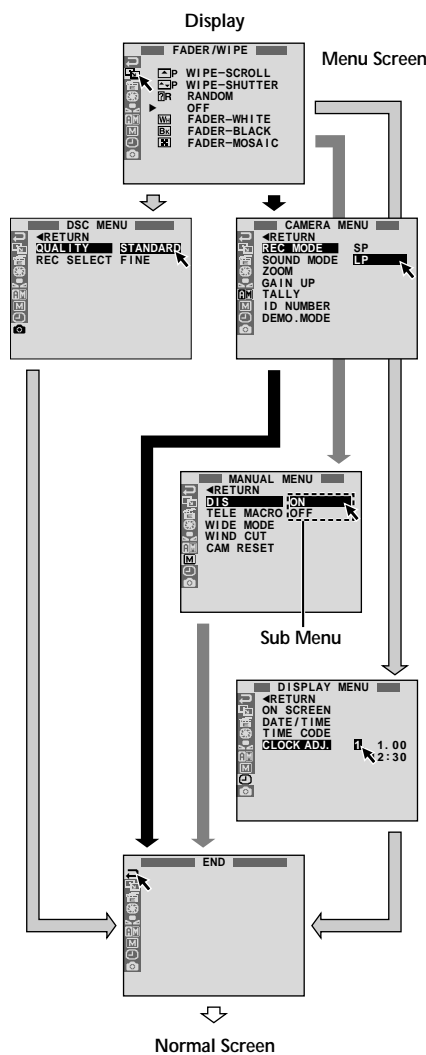 Display
FADER/WIPE
Menu Screen
P WIPE–SCROLL
P WIPE–SHUTTER
R RANDOM
OFF
WH FADER–WHITE
BK FADER–BLACK
FADER–MOSAIC
DSC MENU
RETURN
QUALITY STANDARD
REC SELECT FINE
CAMERA MENU
RETURN
REC MODE SP
SOUND MODE LP
ZOOM
GAIN UP
TALLY
ID NUMBER
DEMO.MODE
MANUAL MENU
RETURN
DIS ON
TELE MACRO OFF
WIDE MODE
WIND CUT
CAM RESET
Sub Menu
DISPLAY MENU
RETURN
ON SCREEN
DATE/TIME
TIME CODE
CLOCK ADJ. 1. 1.00
2:30
END
Normal Screen